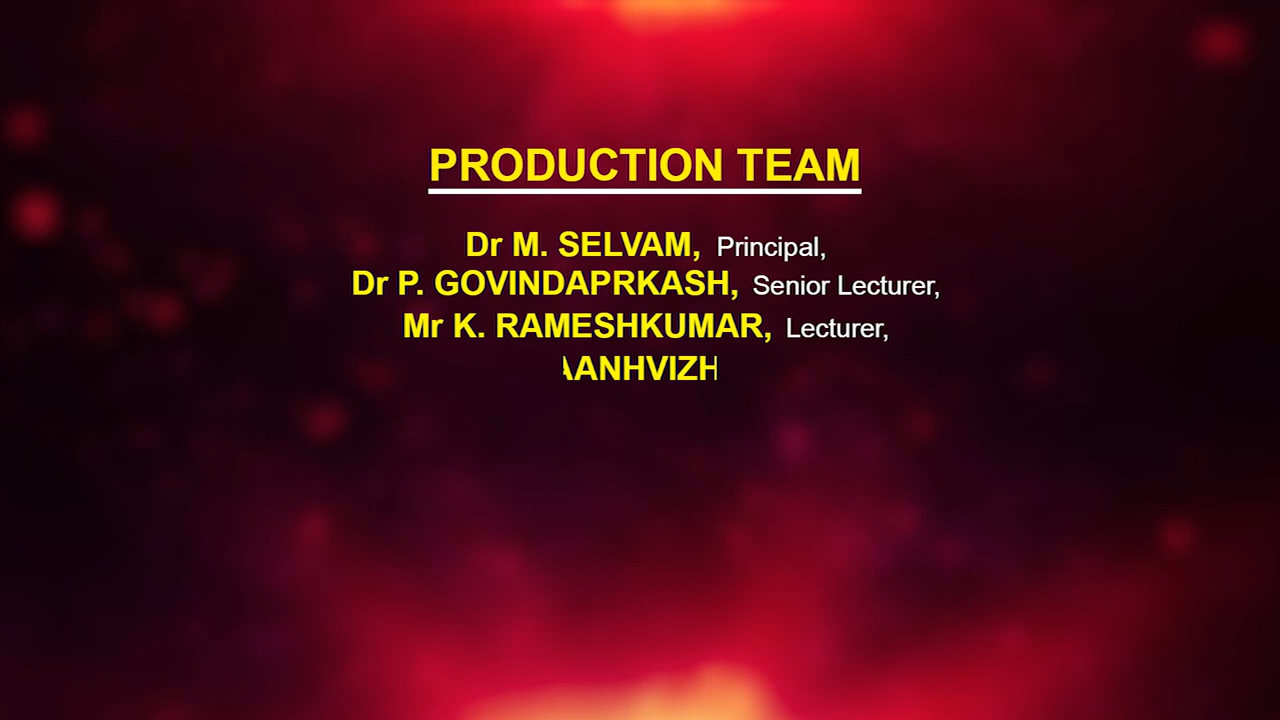 PRODUCTION TEAM
Dr M. SELVAM, Principal,
Dr P. GOVINDAPRKASH, Senior Lecturer,
Mr K. RAMESHKUMAR, Lecturer,